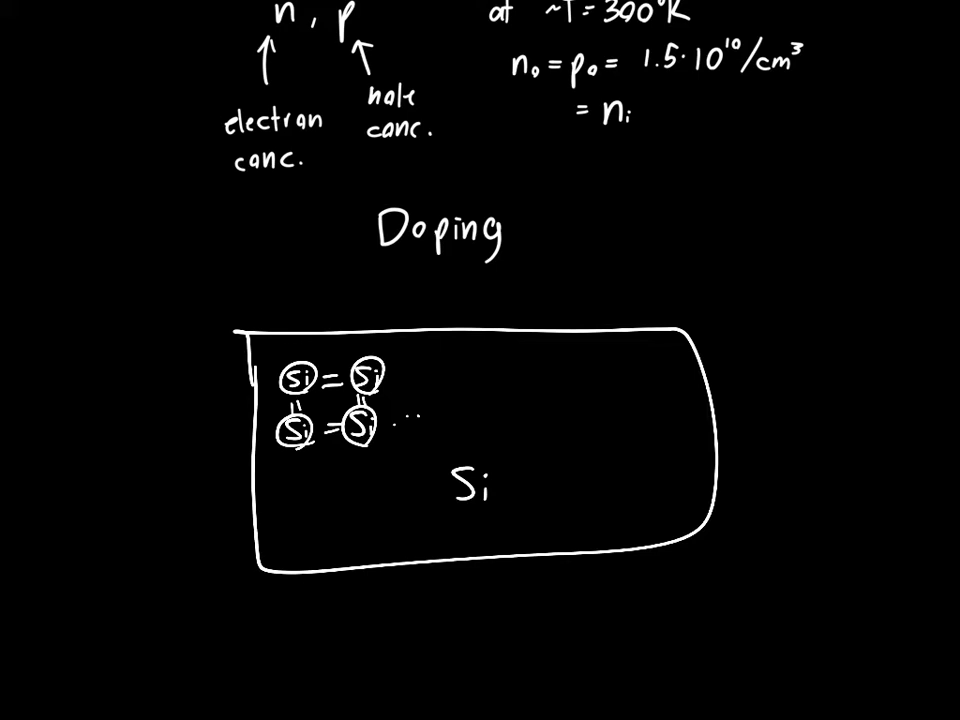 n, p
electron
conc.
hole
conc.
at ~T = 300°K
n₀ = p₀ = 1.5·10¹⁰/cm³
= nᵢ
Doping
Si = Si
Si = Si ...
Si